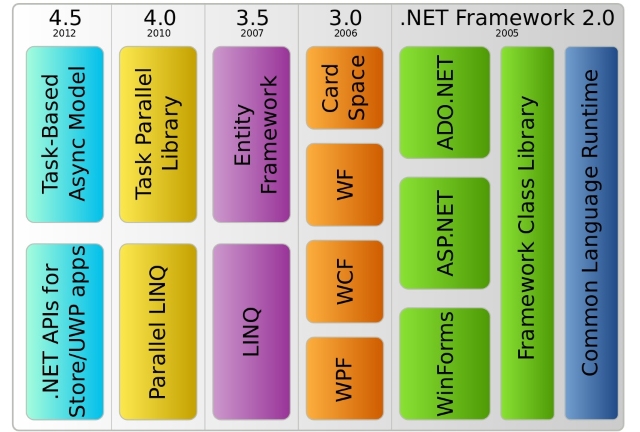 4.5
2012
4.0
2010
3.5
2007
3.0
2006
.NET Framework 2.0
2005
Task-Based
Async Model
.NET APIs for
Store/UWP apps
Task Parallel
Library
Parallel LINQ
Entity
Framework
LINQ
Card
Space
WF
WCF
WPF
ADO.NET
ASP.NET
WinForms
Framework Class Library
Common Language Runtime